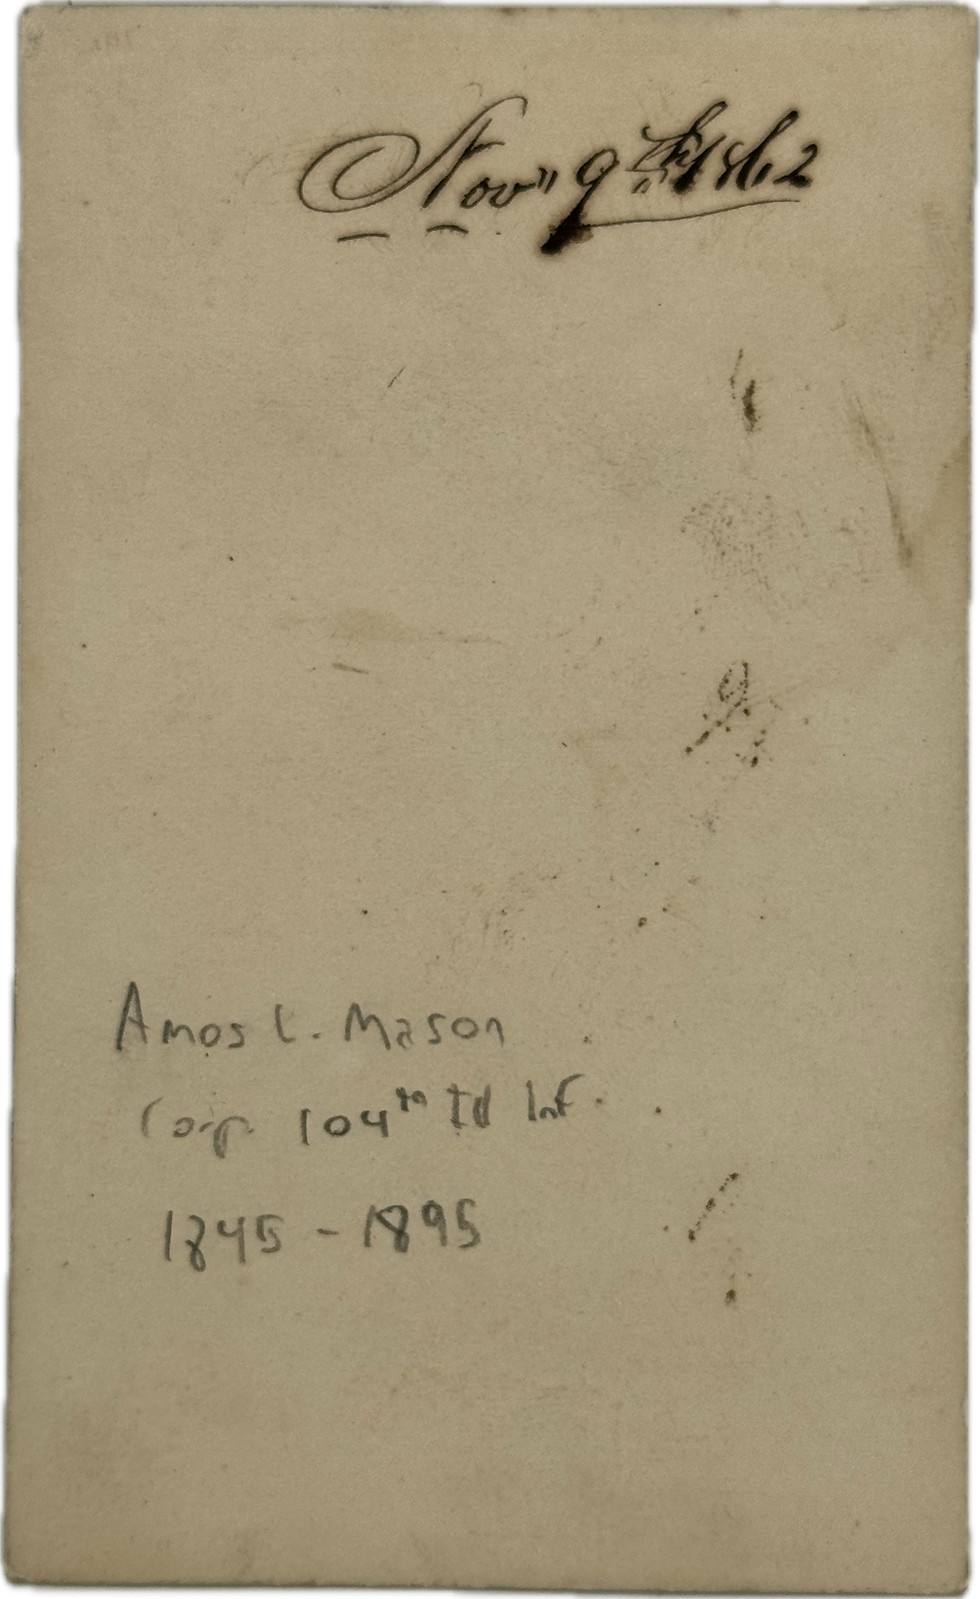 Nov" 9th 1862
Amos L. Mason
Corp. 104th Ill Inf.
1845 - 1895